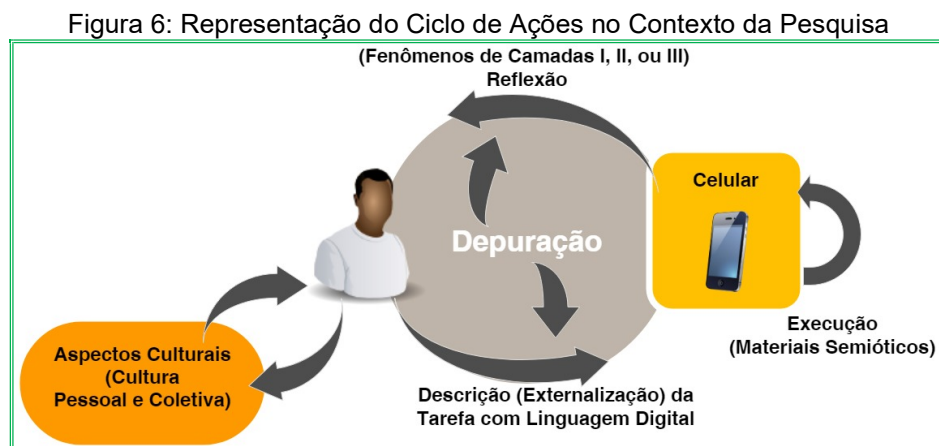 Figura 6: Representação do Ciclo de Ações no Contexto da Pesquisa
(Fenômenos de Camadas I, II, ou III)
Reflexão
Celular
Depuração
Execução
(Materiais Semióticos)
Aspectos Culturais
(Cultura
Pessoal e Coletiva)
Descrição (Externalização) da
Tarefa com Linguagem Digital